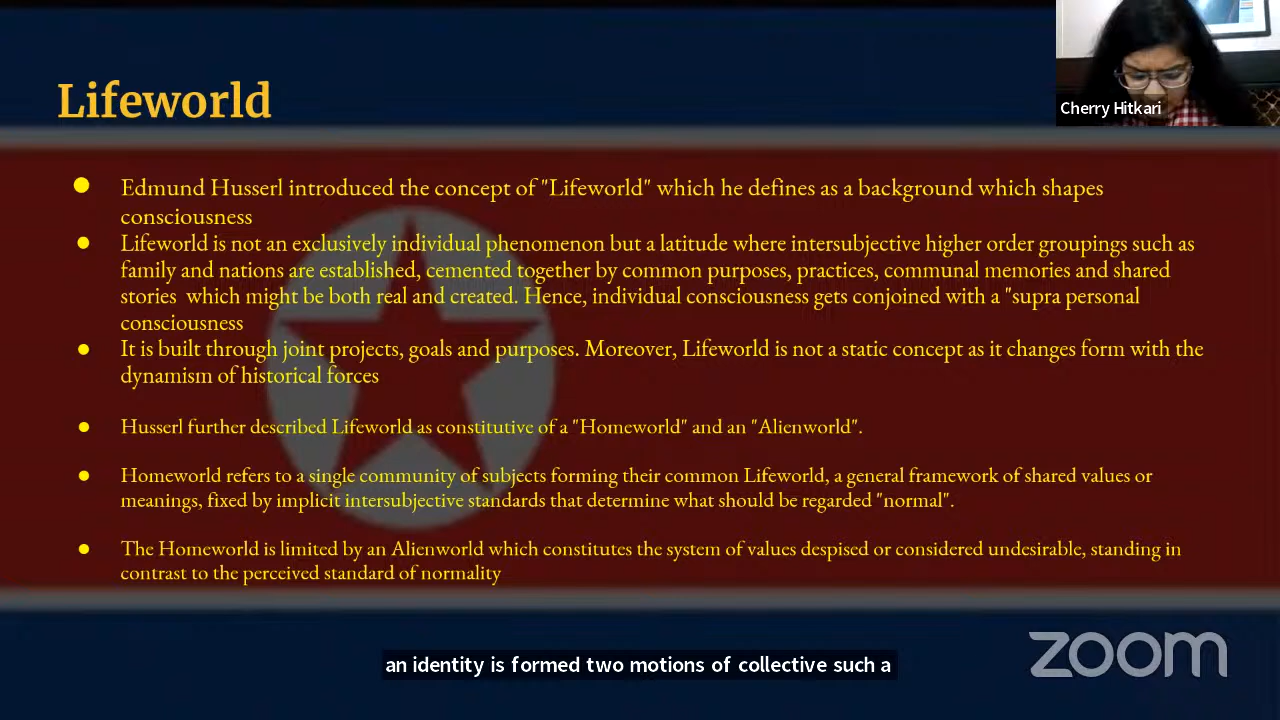 Lifeworld
Cherry Hitkari
● Edmund Husserl introduced the concept of "Lifeworld" which he defines as a background which shapes
consciousness
● Lifeworld is not an exclusively individual phenomenon but a latitude where intersubjective higher order groupings such as
family and nations are established, cemented together by common purposes, practices, communal memories and shared
stories which might be both real and created. Hence, individual consciousness gets conjoined with a "supra personal
consciousness
● It is built through joint projects, goals and purposes. Moreover, Lifeworld is not a static concept as it changes form with the
dynamism of historical forces
● Husserl further described Lifeworld as constitutive of a "Homeworld" and an "Alienworld".
● Homeworld refers to a single community of subjects forming their common Lifeworld, a general framework of shared values or
meanings, fixed by implicit intersubjective standards that determine what should be regarded "normal".
● The Homeworld is limited by an Alienworld which constitutes the system of values despised or considered undesirable, standing in
contrast to the perceived standard of normality
an identity is formed two motions of collective such a
zoom